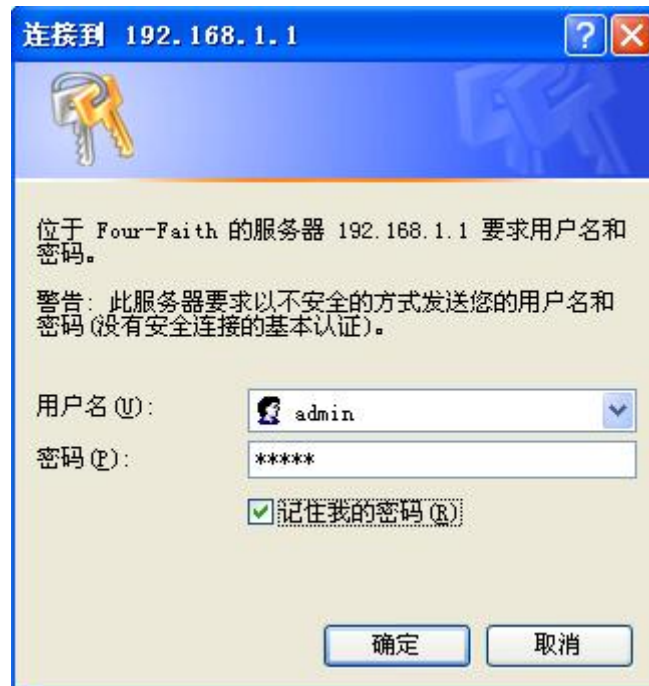 连接到 192.168.1.1
位于 Four-Faith 的服务器 192.168.1.1 要求用户名和
密码。
警告: 此服务器要求以不安全的方式发送您的用户名和
密码(没有安全连接的基本认证)。
用户名(U):
admin
密码(P):
*****
记住我的密码(R)
确定
取消